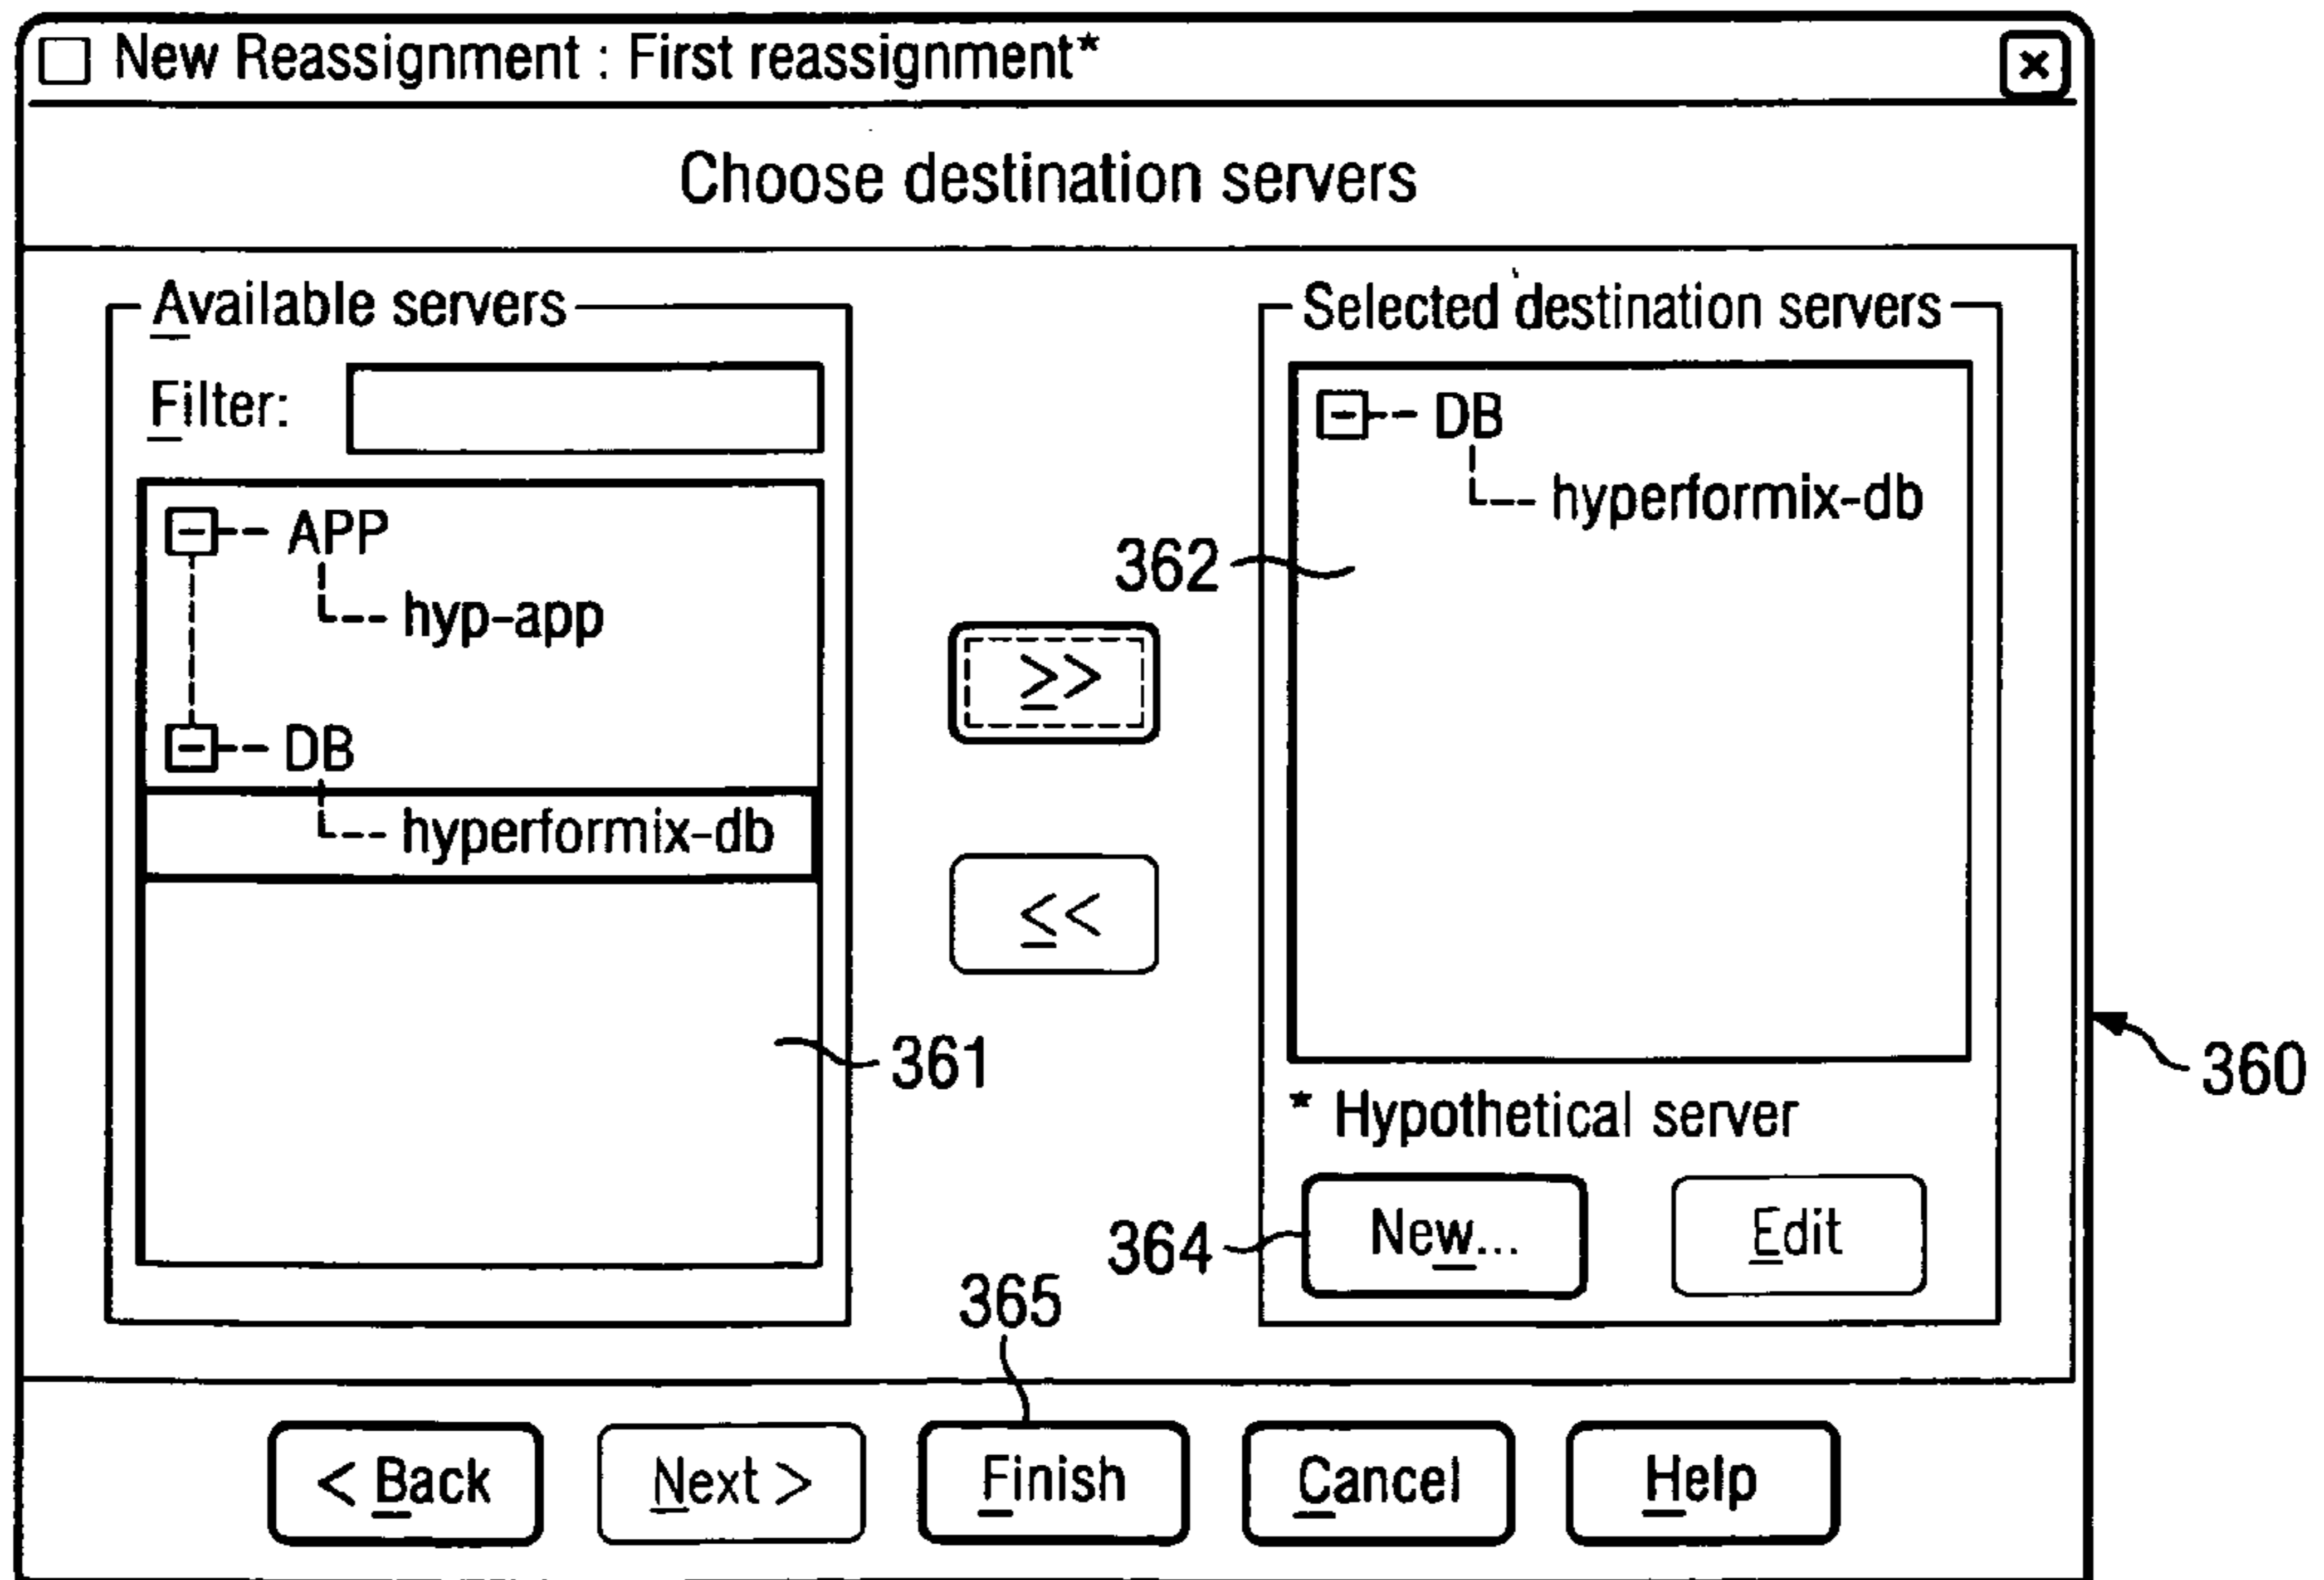 New Reassignment : First reassignment*
x
Choose destination servers
Available servers
Filter:
APP
hyp-app
DB
hyperformix-db
361
>>
<<
Selected destination servers
DB
hyperformix-db
362
360
* Hypothetical server
364
New...
Edit
365
< Back
Next >
Finish
Cancel
Help